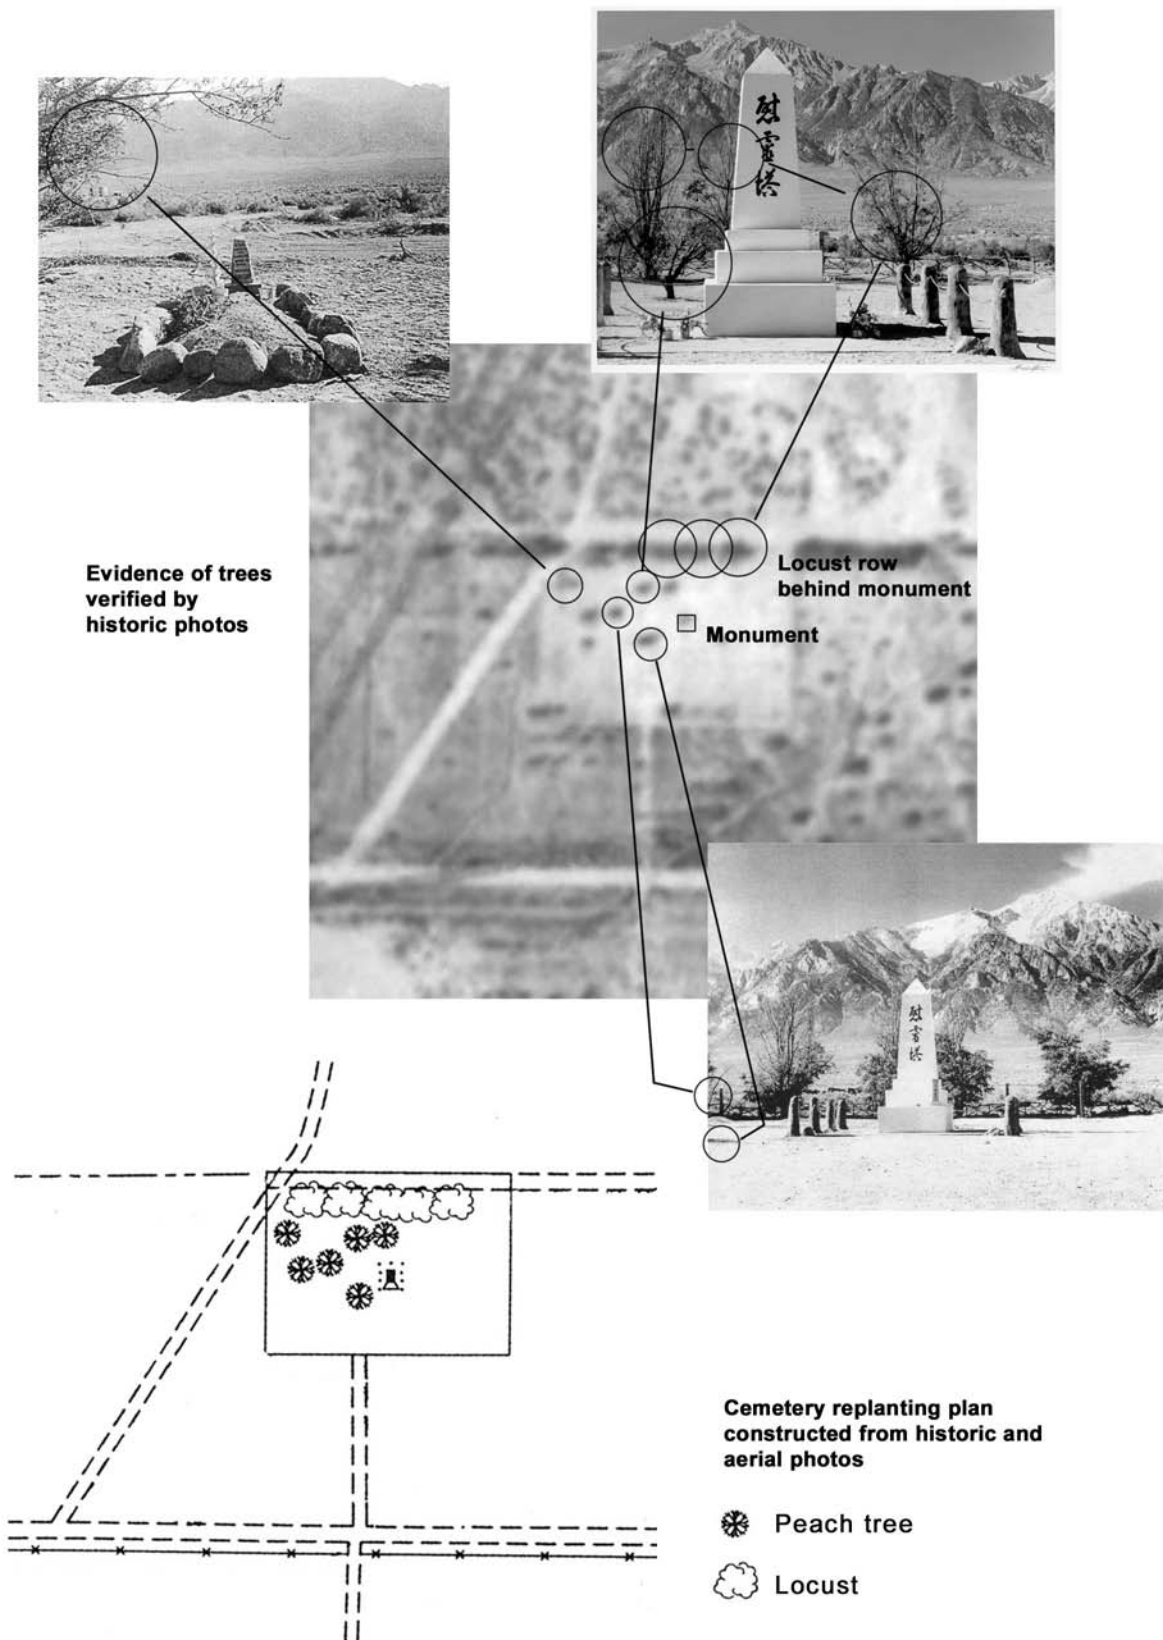 慰
靈
塔
Evidence of trees
verified by
historic photos
Locust row
behind monument
Monument
慰
霊
塔
Cemetery replanting plan
constructed from historic and
aerial photos
Peach tree
Locust